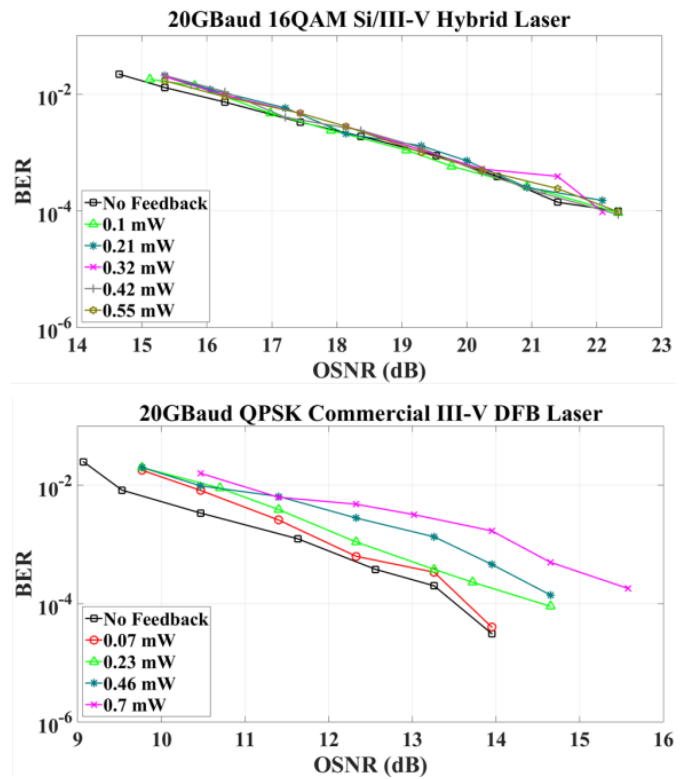 20GBaud 16QAM Si/III-V Hybrid Laser
BER
10-2
10-4
10-6
No Feedback
0.1 mW
0.21 mW
0.32 mW
0.42 mW
0.55 mW
14 15 16 17 18 19 20 21 22 23
OSNR (dB)
20GBaud QPSK Commercial III-V DFB Laser
BER
10-2
10-4
10-6
No Feedback
0.07 mW
0.23 mW
0.46 mW
0.7 mW
9 10 11 12 13 14 15 16
OSNR (dB)